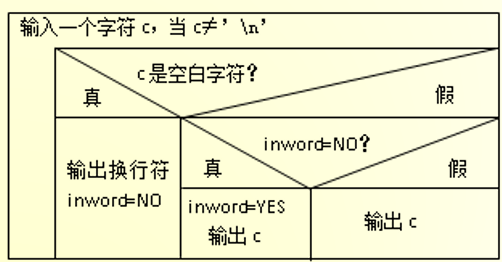 输入一个字符 c，当 c≠’\n’
c 是空白字符？
真
假
输出换行符
inword=NO
inword=NO？
真
假
inword=YES
输出 c
输出 c